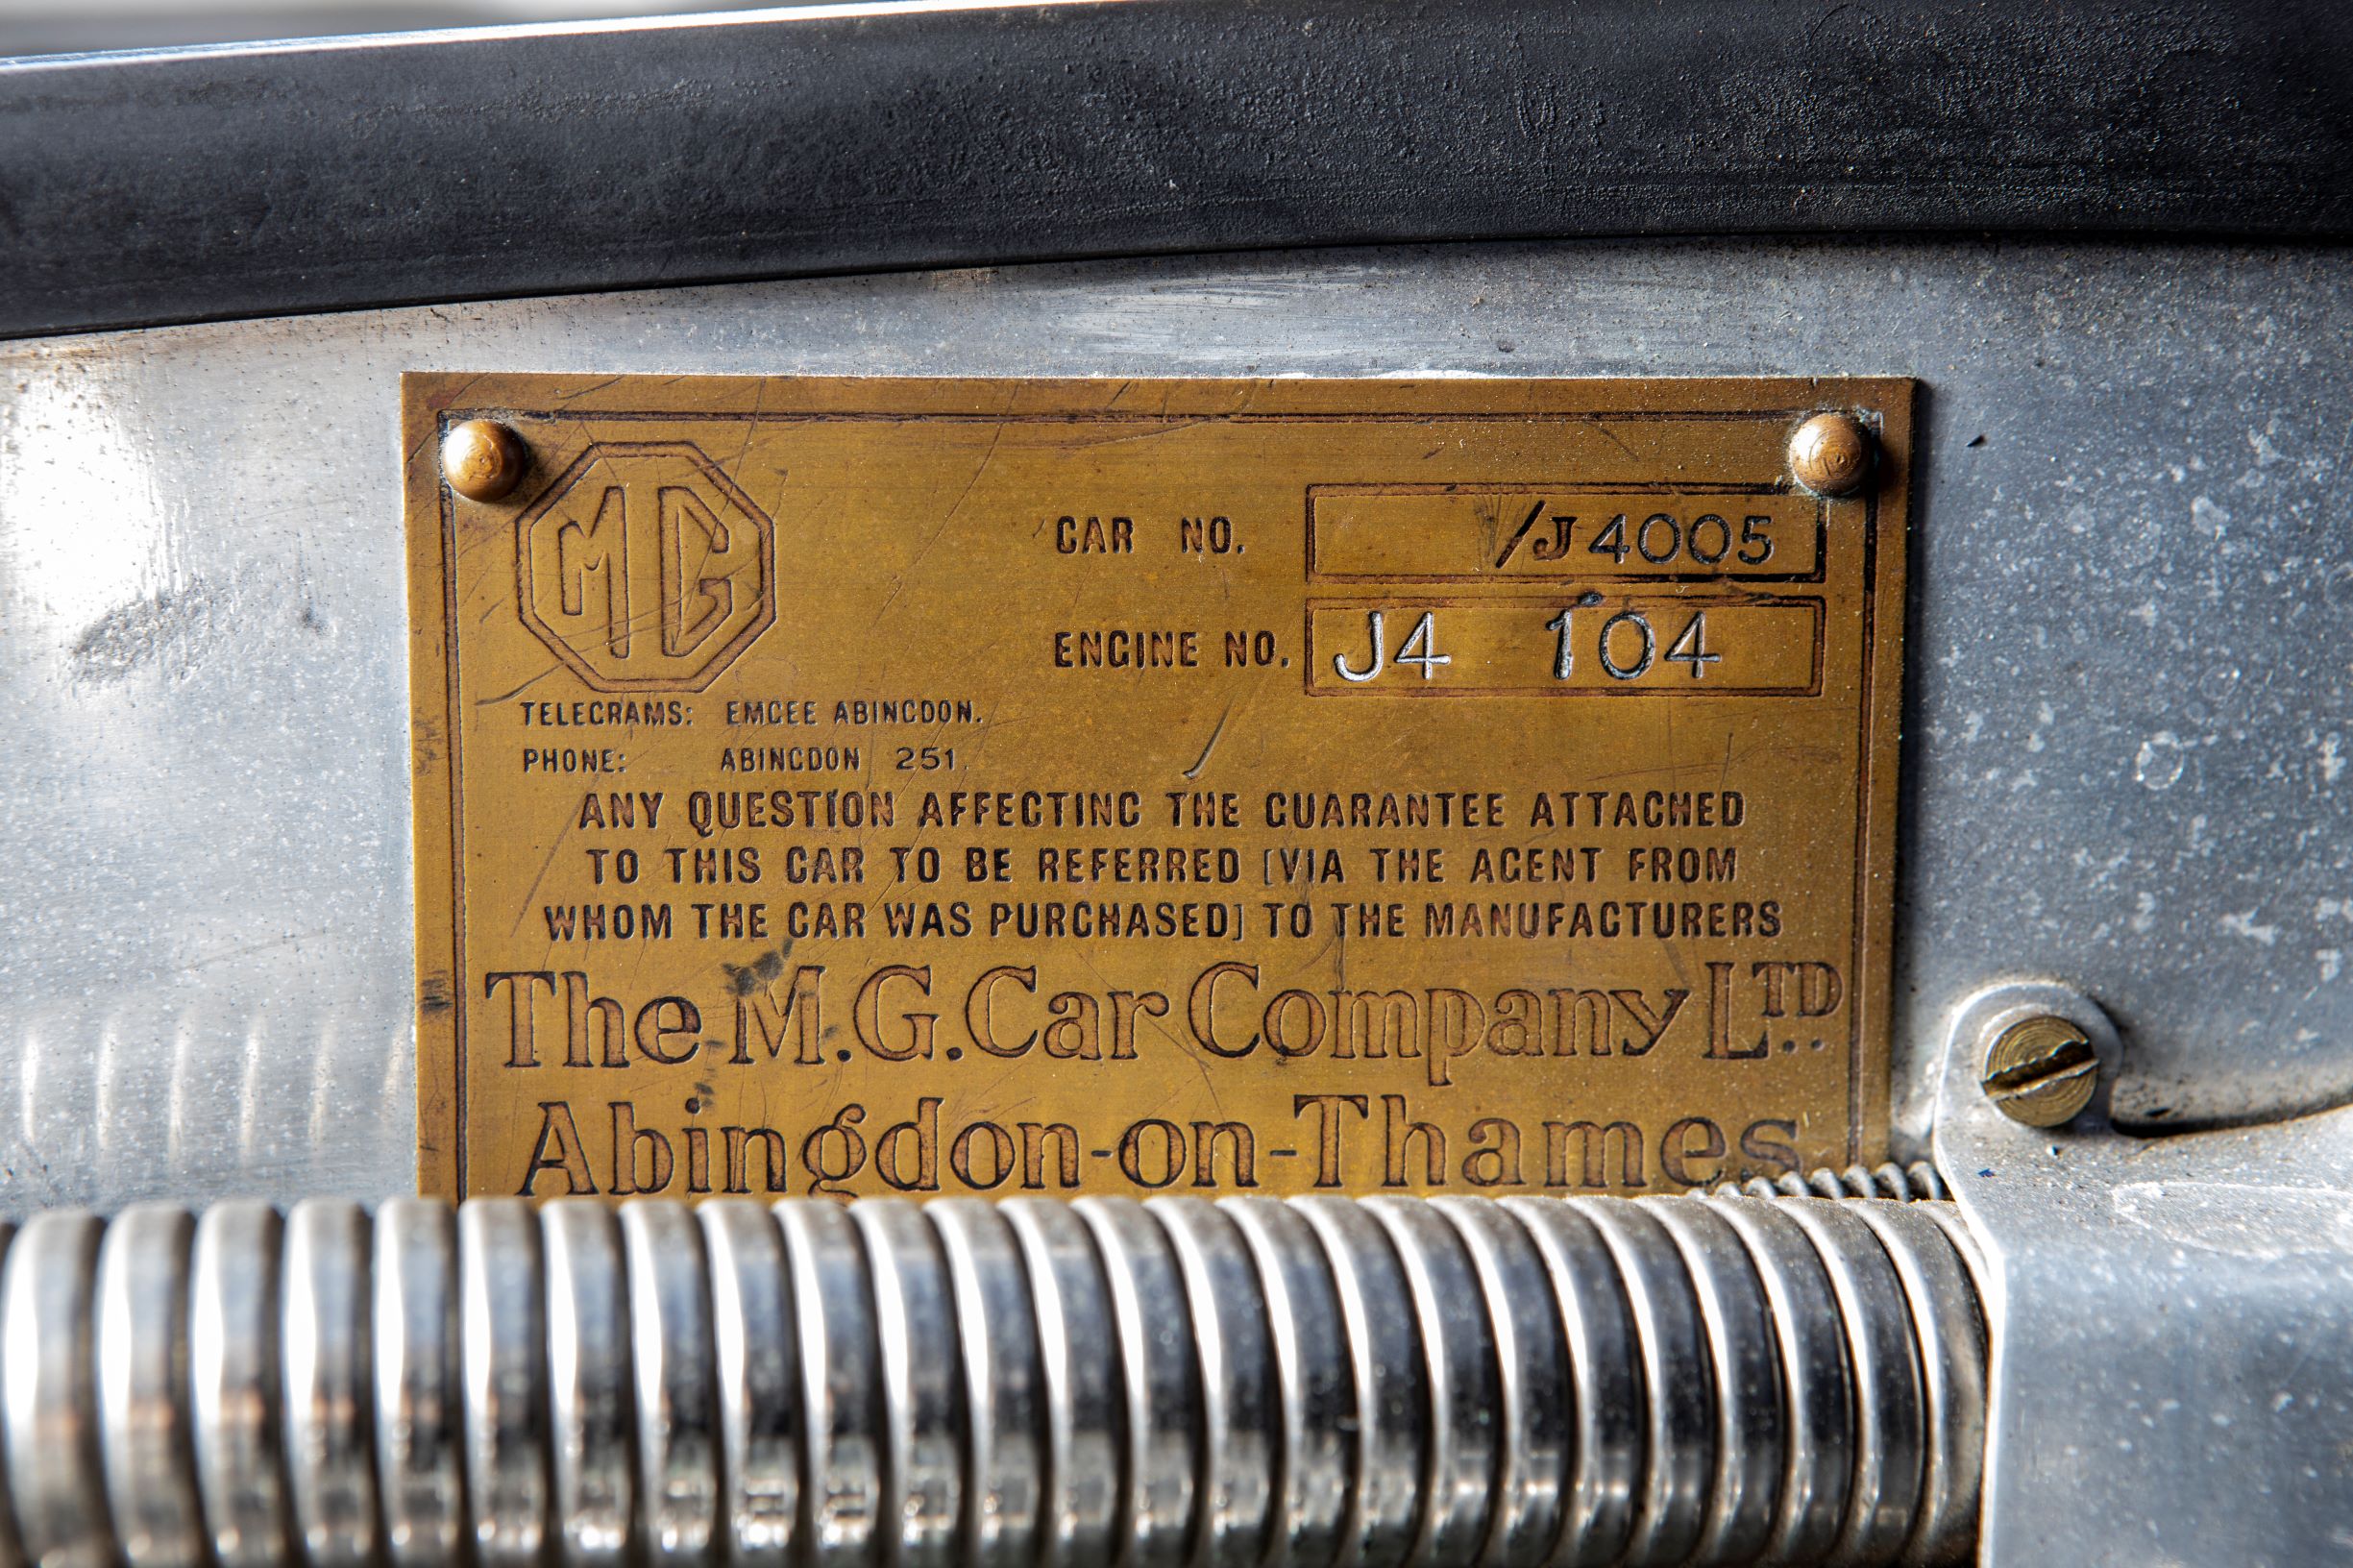 MG
CAR NO. /J4005
ENGINE NO. J4 104
TELEGRAMS: EMGEE ABINGDON.
PHONE: ABINGDON 251.
ANY QUESTION AFFECTING THE GUARANTEE ATTACHED
TO THIS CAR TO BE REFERRED [VIA THE AGENT FROM
WHOM THE CAR WAS PURCHASED] TO THE MANUFACTURERS
The M.G. Car Company LTD..
Abingdon-on-Thames